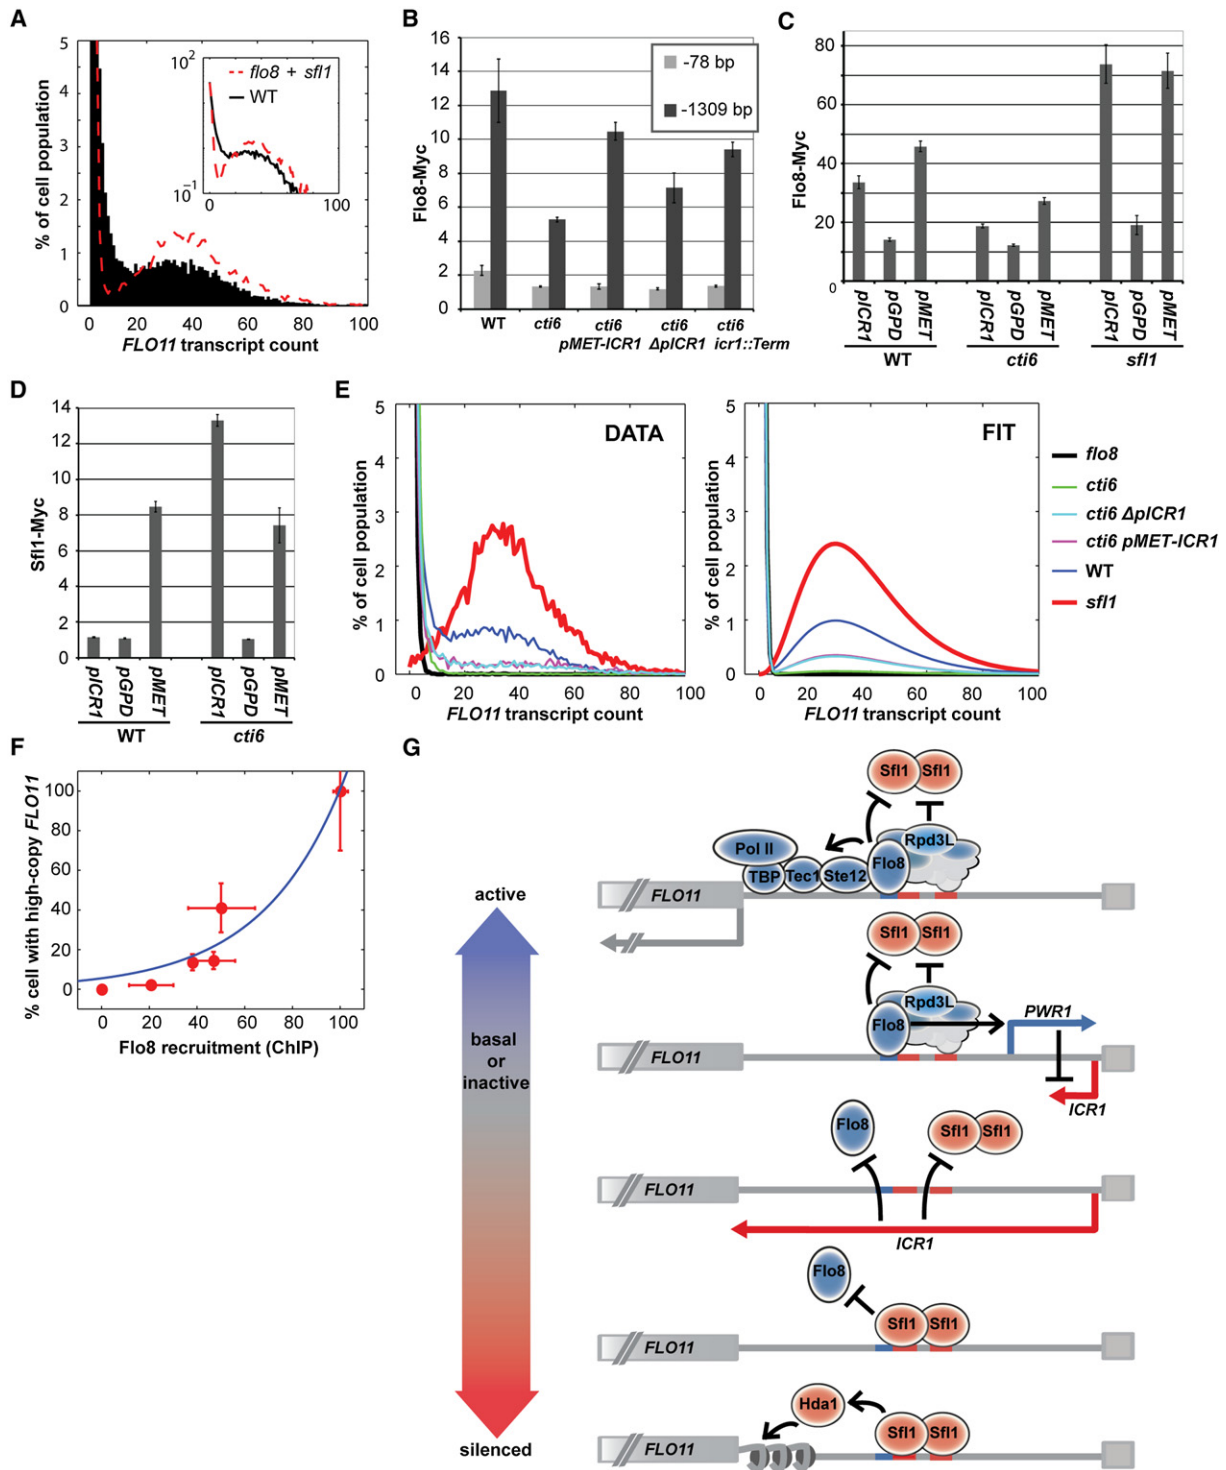 A
5
4
3
2
1
0
% of cell population
0 20 40 60 80 100
FLO11 transcript count
10^2
10^-1
0 100
flo8 + sfl1
WT
B
16
14
12
10
8
6
4
2
0
Flo8-Myc
-78 bp
-1309 bp
WT
cti6
cti6 pMET-ICR1
cti6 ΔpICR1
cti6 icr1::Term
C
80
60
40
20
0
Flo8-Myc
pICR1 pGPD pMET
pICR1 pGPD pMET
pICR1 pGPD pMET
WT cti6 sfl1
D
14
12
10
8
6
4
2
0
Sfl1-Myc
pICR1 pGPD pMET
pICR1 pGPD pMET
WT cti6
E
5
4
3
2
1
0
% of cell population
DATA
0 20 40 60 80 100
FLO11 transcript count
5
4
3
2
1
0
% of cell population
FIT
0 20 40 60 80 100
FLO11 transcript count
flo8
cti6
cti6 ΔpICR1
cti6 pMET-ICR1
WT
sfl1
F
100
80
60
40
20
0
% cell with high-copy FLO11
0 20 40 60 80 100
Flo8 recruitment (ChIP)
G
active
basal
or
inactive
silenced
Sfl1 Sfl1
Rpd3L
Pol II
TBP Tec1 Ste12 Flo8
FLO11
Sfl1 Sfl1
Rpd3L
Flo8
PWR1
FLO11
ICR1
Flo8
Sfl1 Sfl1
FLO11
ICR1
Flo8
Sfl1 Sfl1
FLO11
Hda1
Sfl1 Sfl1
FLO11